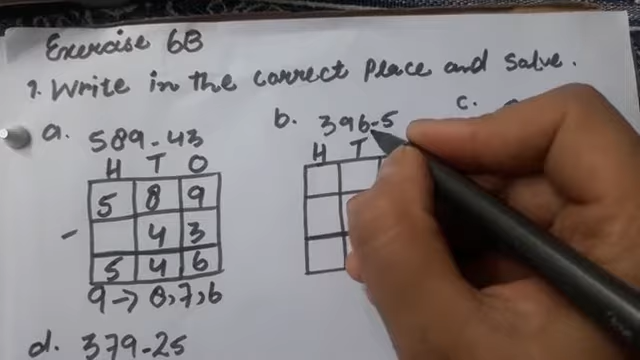 Exercise 6B
1. Write in the correct place and solve.
a. 589-43
H T O
5 8 9
- 4 3
5 4 6
9 → 8,7,6
b. 396-5
H T
c.
d. 379-25